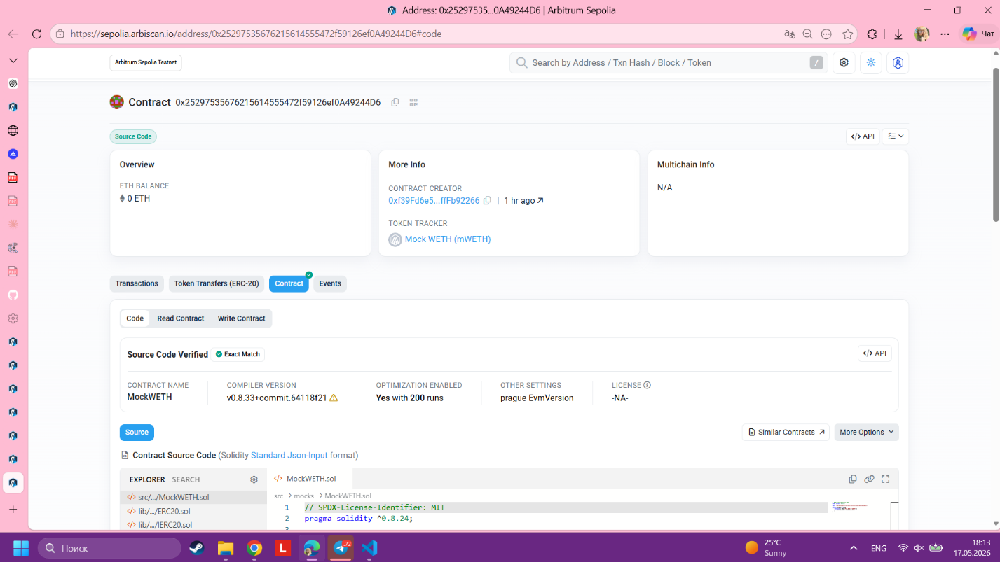 Address: 0x25297535...0A49244D6 | Arbitrum Sepolia
https://sepolia.arbiscan.io/address/0x25297535676215614555472f59126ef0A49244D6#code
Чат
Arbitrum Sepolia Testnet
Search by Address / Txn Hash / Block / Token
/
Contract 0x25297535676215614555472f59126ef0A49244D6
Source Code
</> API
Overview
ETH BALANCE
0 ETH
More Info
CONTRACT CREATOR
0xf39Fd6e5...ffFb92266 | 1 hr ago
TOKEN TRACKER
Mock WETH (mWETH)
Multichain Info
N/A
Transactions
Token Transfers (ERC-20)
Contract
Events
Code
Read Contract
Write Contract
Source Code Verified
Exact Match
</> API
CONTRACT NAME
MockWETH
COMPILER VERSION
v0.8.33+commit.64118f21
OPTIMIZATION ENABLED
Yes with 200 runs
OTHER SETTINGS
prague EvmVersion
LICENSE
-NA-
Source
Similar Contracts
More Options
Contract Source Code (Solidity Standard Json-Input format)
EXPLORER SEARCH
</> src/.../MockWETH.sol
</> lib/.../ERC20.sol
</> lib/.../IERC20.sol
</> MockWETH.sol
src > mocks > MockWETH.sol
1 // SPDX-License-Identifier: MIT
2 pragma solidity ^0.8.24;
Поиск
L
72
25°C
Sunny
ENG
18:13
17.05.2026